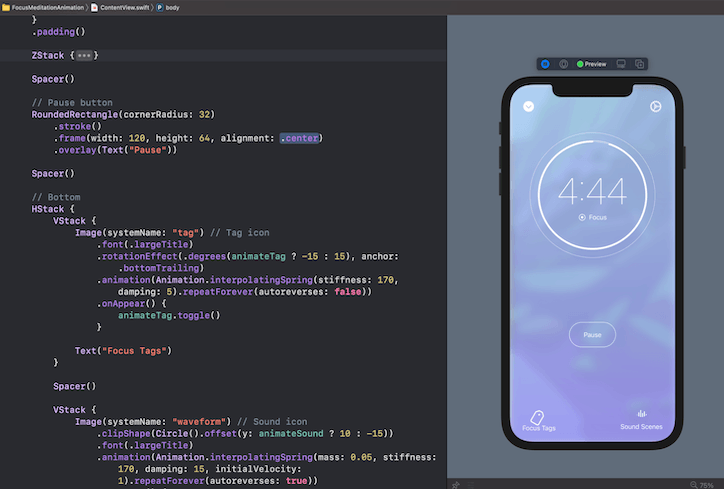 FocusMeditationAnimation ContentView.swift body
}
.padding()
ZStack {•••}
Spacer()
// Pause button
RoundedRectangle(cornerRadius: 32)
.stroke()
.frame(width: 120, height: 64, alignment: .center)
.overlay(Text("Pause"))
Spacer()
// Bottom
HStack {
VStack {
Image(systemName: "tag") // Tag icon
.font(.largeTitle)
.rotationEffect(.degrees(animateTag ? -15 : 15), anchor:
.bottomTrailing)
.animation(Animation.interpolatingSpring(stiffness: 170,
damping: 5).repeatForever(autoreverses: false))
.onAppear() {
animateTag.toggle()
}
Text("Focus Tags")
}
Spacer()
VStack {
Image(systemName: "waveform") // Sound icon
.clipShape(Circle().offset(y: animateSound ? 10 : -15))
.font(.largeTitle)
.animation(Animation.interpolatingSpring(mass: 0.05, stiffness:
170, damping: 15, initialVelocity:
1).repeatForever(autoreverses: true))
Preview
4:44
Focus
Pause
Focus Tags
Sound Scenes
75%